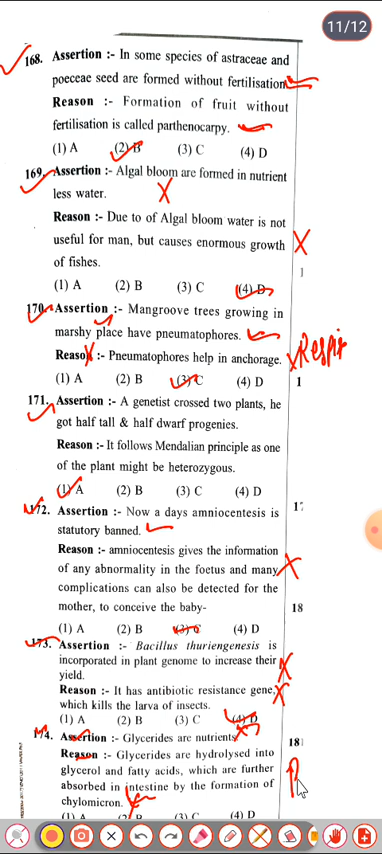 11/12
168. Assertion :- In some species of astraceae and
poeceae seed are formed without fertilisation.
Reason :- Formation of fruit without
fertilisation is called parthenocarpy.
(1) A (2) B (3) C (4) D
169. Assertion :- Algal bloom are formed in nutrient
less water.
Reason :- Due to of Algal bloom water is not
useful for man, but causes enormous growth
of fishes.
(1) A (2) B (3) C (4) D
170. Assertion :- Mangroove trees growing in
marshy place have pneumatophores.
Reason :- Pneumatophores help in anchorage. Respir
(1) A (2) B (3) C (4) D 1
171. Assertion :- A genetist crossed two plants, he
got half tall & half dwarf progenies.
Reason :- It follows Mendalian principle as one
of the plant might be heterozygous.
(1) A (2) B (3) C (4) D
172. Assertion :- Now a days amniocentesis is
statutory banned.
Reason :- amniocentesis gives the information
of any abnormality in the foetus and many
complications can also be detected for the
mother, to conceive the baby-
(1) A (2) B (3) C (4) D 18
173. Assertion :- Bacillus thuriengenesis is
incorporated in plant genome to increase their
yield.
Reason :- It has antibiotic resistance gene,
which kills the larva of insects.
(1) A (2) B (3) C (4) D
174. Assertion :- Glycerides are nutrients
Reason :- Glycerides are hydrolysed into
glycerol and fatty acids, which are further
absorbed in intestine by the formation of
chylomicron.
(1) A (2) B (3) C (4) D